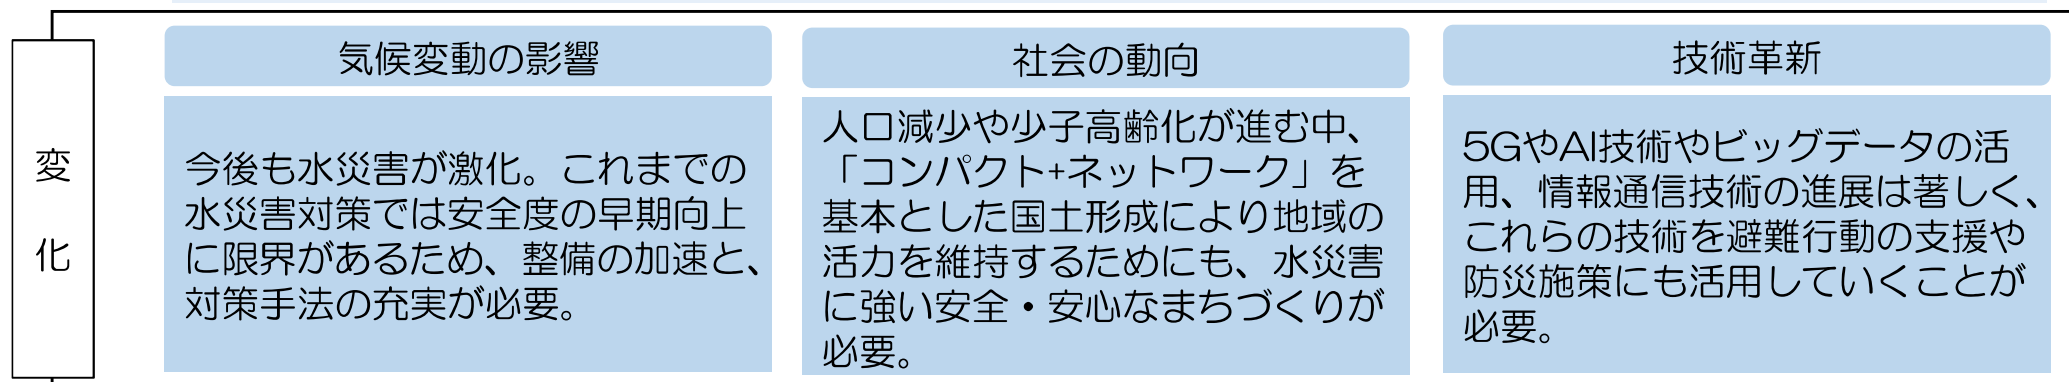 変化
気候変動の影響
今後も水災害が激化。これまでの
水災害対策では安全度の早期向上
に限界があるため、整備の加速と、
対策手法の充実が必要。
社会の動向
人口減少や少子高齢化が進む中、
「コンパクト+ネットワーク」を
基本とした国土形成により地域の
活力を維持するためにも、水災害
に強い安全・安心なまちづくりが
必要。
技術革新
5GやAI技術やビッグデータの活
用、情報通信技術の進展は著しく、
これらの技術を避難行動の支援や
防災施策にも活用していくことが
必要。